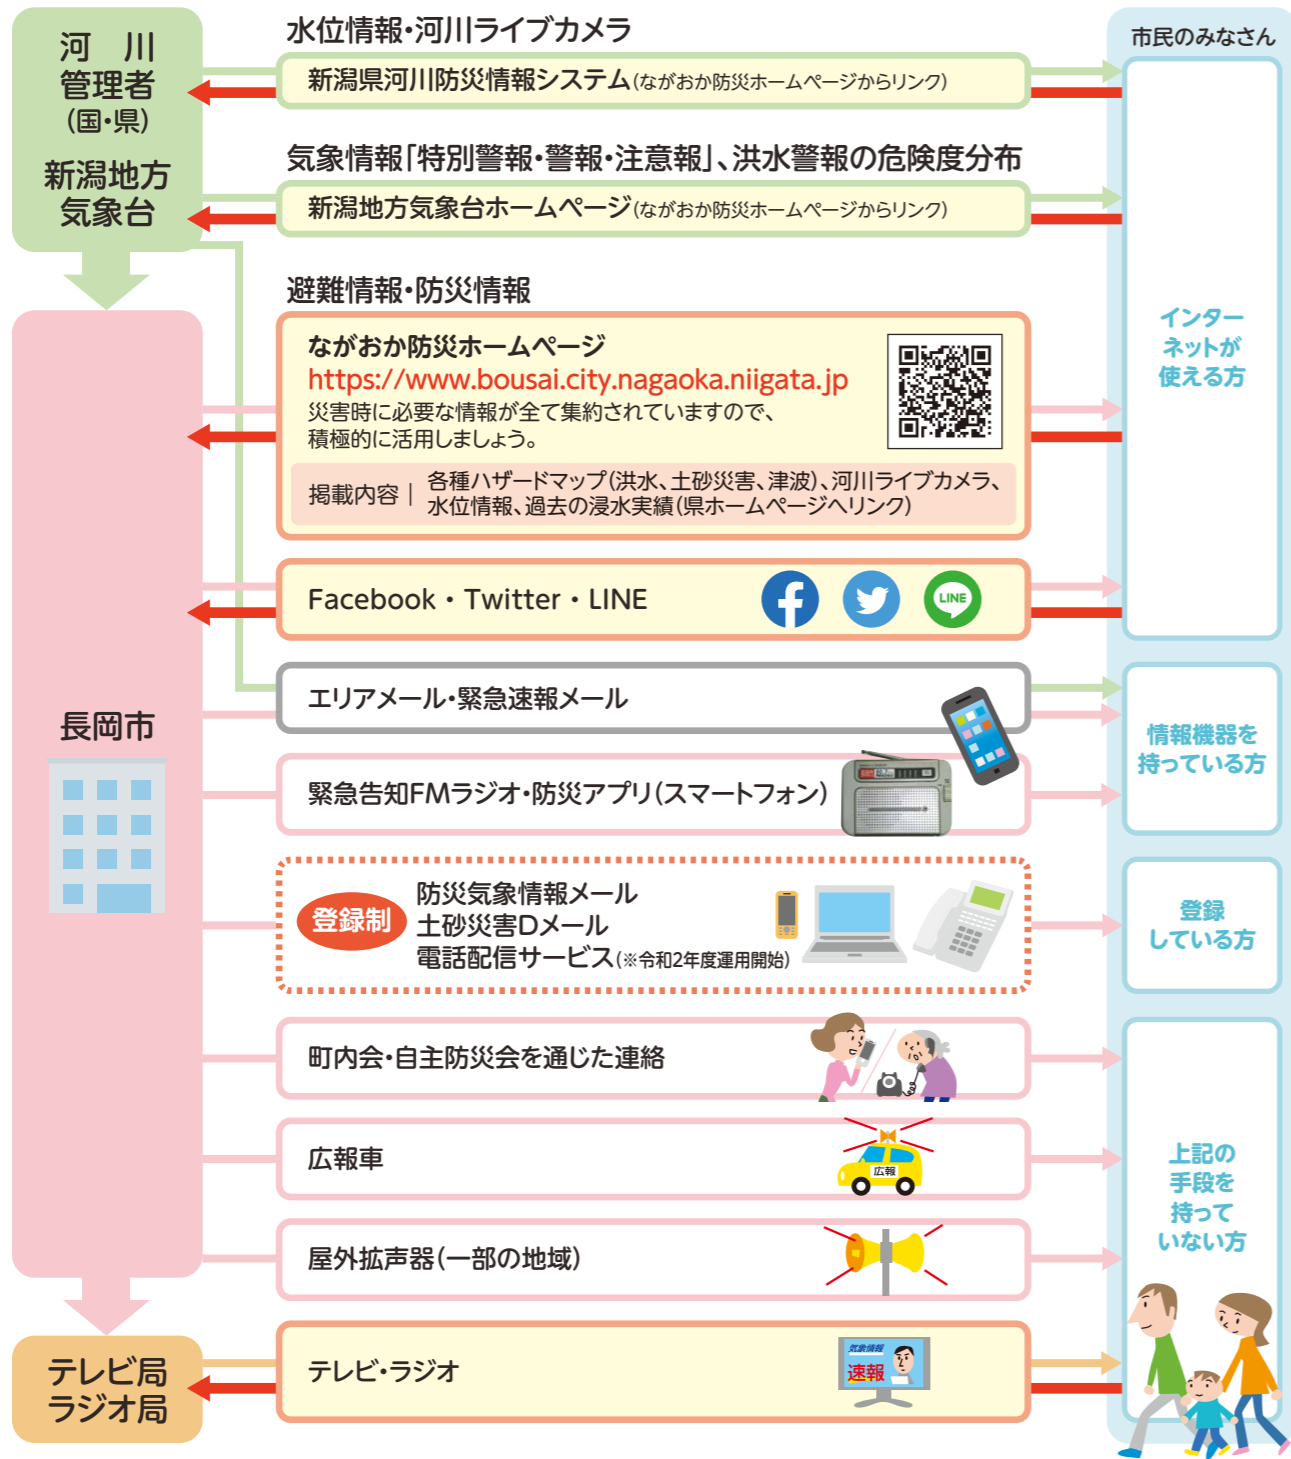 河 川
管理者
(国・県)
新潟地方
気象台
水位情報・河川ライブカメラ
新潟県河川防災情報システム(ながおか防災ホームページからリンク)
気象情報「特別警報・警報・注意報」、洪水警報の危険度分布
新潟地方気象台ホームページ(ながおか防災ホームページからリンク)
市民のみなさん
避難情報・防災情報
ながおか防災ホームページ
https://www.bousai.city.nagaoka.niigata.jp
災害時に必要な情報が全て集約されていますので、
積極的に活用しましょう。
掲載内容｜
各種ハザードマップ(洪水、土砂災害、津波)、河川ライブカメラ、
水位情報、過去の浸水実績(県ホームページへリンク)
Facebook・Twitter・LINE
LINE
インター
ネットが
使える方
長岡市
エリアメール・緊急速報メール
緊急告知FMラジオ・防災アプリ(スマートフォン)
情報機器を
持っている方
登録制
防災気象情報メール
土砂災害Dメール
電話配信サービス(※令和2年度運用開始)
登録
している方
町内会・自主防災会を通じた連絡
広報車
広報
屋外拡声器(一部の地域)
上記の
手段を
持って
いない方
テレビ局
ラジオ局
テレビ・ラジオ
気象情報
速報